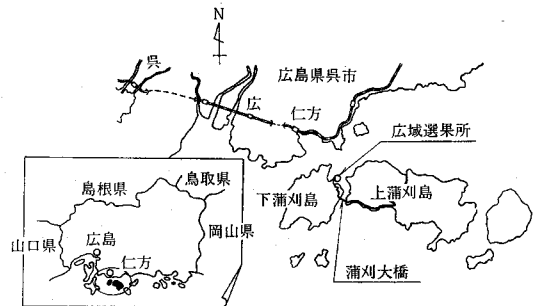 N
呉
広島県呉市
広
仁方
広域選果所
下蒲刈島
上蒲刈島
蒲刈大橋
鳥取県
島根県
岡山県
広島
山口県
仁方